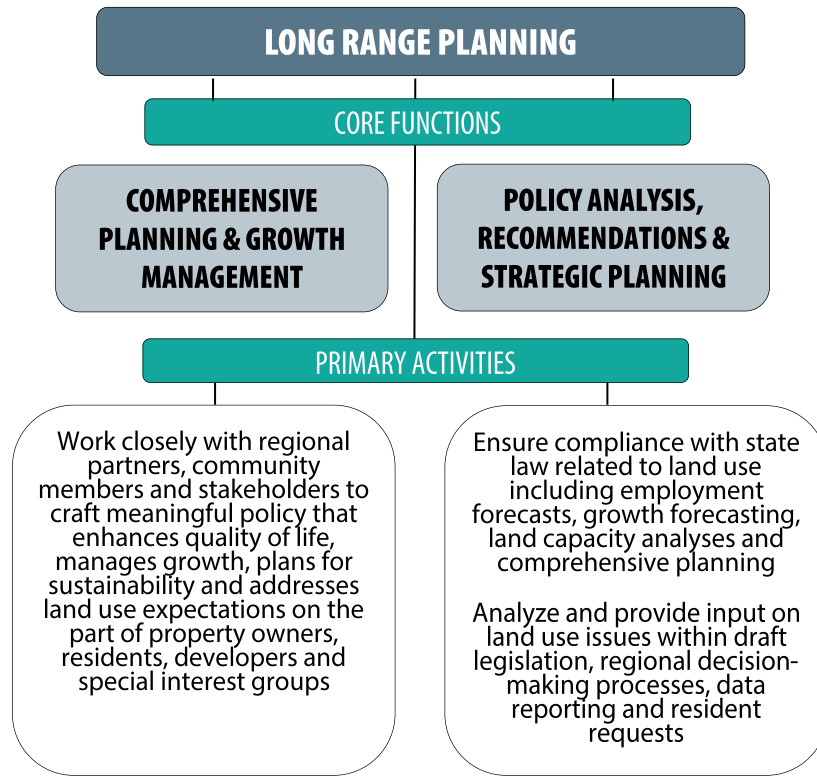 LONG RANGE PLANNING
CORE FUNCTIONS
COMPREHENSIVE
PLANNING & GROWTH
MANAGEMENT
POLICY ANALYSIS,
RECOMMENDATIONS &
STRATEGIC PLANNING
PRIMARY ACTIVITIES
Work closely with regional
partners, community
members and stakeholders to
craft meaningful policy that
enhances quality of life,
manages growth, plans for
sustainability and addresses
land use expectations on the
part of property owners,
residents, developers and
special interest groups
Ensure compliance with state
law related to land use
including employment
forecasts, growth forecasting,
land capacity analyses and
comprehensive planning
Analyze and provide input on
land use issues within draft
legislation, regional decision-
making processes, data
reporting and resident
requests